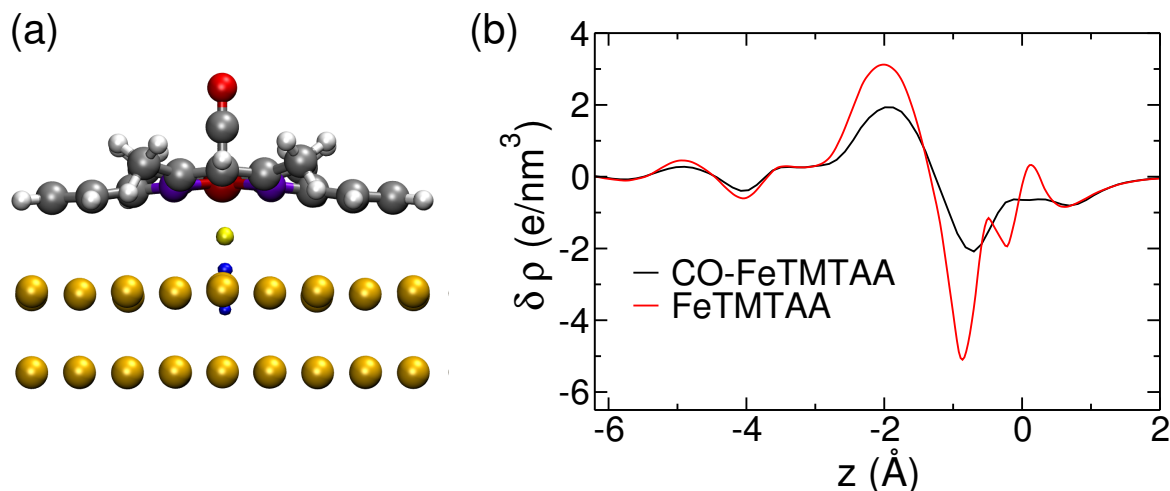 (a)
(b)
4
2
0
-2
-4
-6
δ ρ (e/nm³)
CO-FeTMTAA
FeTMTAA
-6 -4 -2 0 2
z (Å)